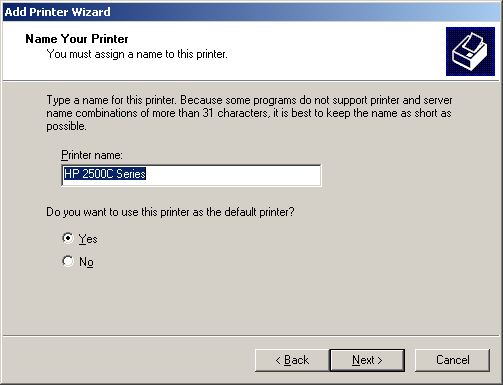 Add Printer Wizard
Name Your Printer
You must assign a name to this printer.
Type a name for this printer. Because some programs do not support printer and server
name combinations of more than 31 characters, it is best to keep the name as short as
possible.
Printer name:
HP 2500C Series
Do you want to use this printer as the default printer?
Yes
No
< Back Next > Cancel